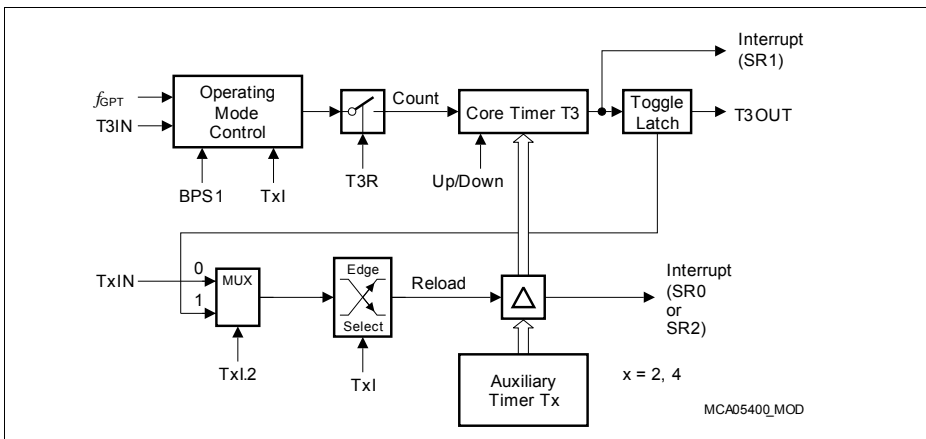 Interrupt
(SR1)
fGPT
T3IN
Operating
Mode
Control
Count
Core Timer T3
Toggle
Latch
T3OUT
BPS1
TxI
T3R
Up/Down
TxIN
0
1
MUX
Edge
Select
Reload
Interrupt
(SR0
or
SR2)
TxI.2
TxI
Auxiliary
Timer Tx
x = 2, 4
MCA05400_MOD